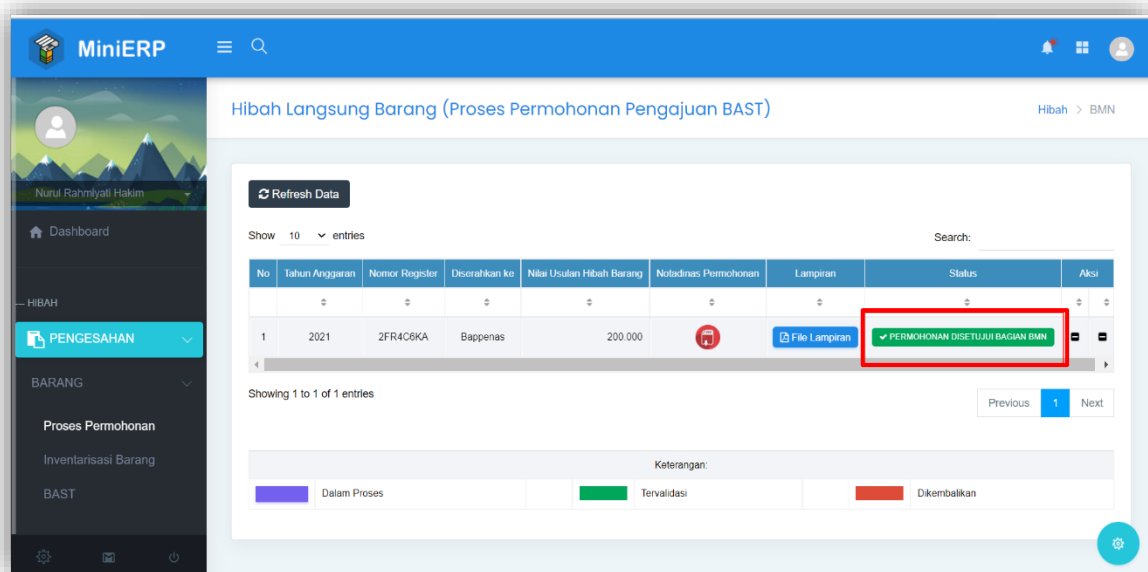 MiniERP
Hibah Langsung Barang (Proses Permohonan Pengajuan BAST)
Hibah > BMN
Nurul Rahmiyati Hakim
Dashboard
HIBAH
PENGESAHAN
BARANG
Proses Permohonan
Inventarisasi Barang
BAST
Refresh Data
Show 10 entries
Search:
No Tahun Anggaran Nomor Register Diserahkan ke Nilai Usulan Hibah Barang Notadinas Permohonan Lampiran Status Aksi
1 2021 2FR4C6KA Bappenas 200.000 File Lampiran PERMOHONAN DISETUJUI BAGIAN BMN
Showing 1 to 1 of 1 entries
Previous 1 Next
Keterangan:
Dalam Proses Tervalidasi Dikembalikan